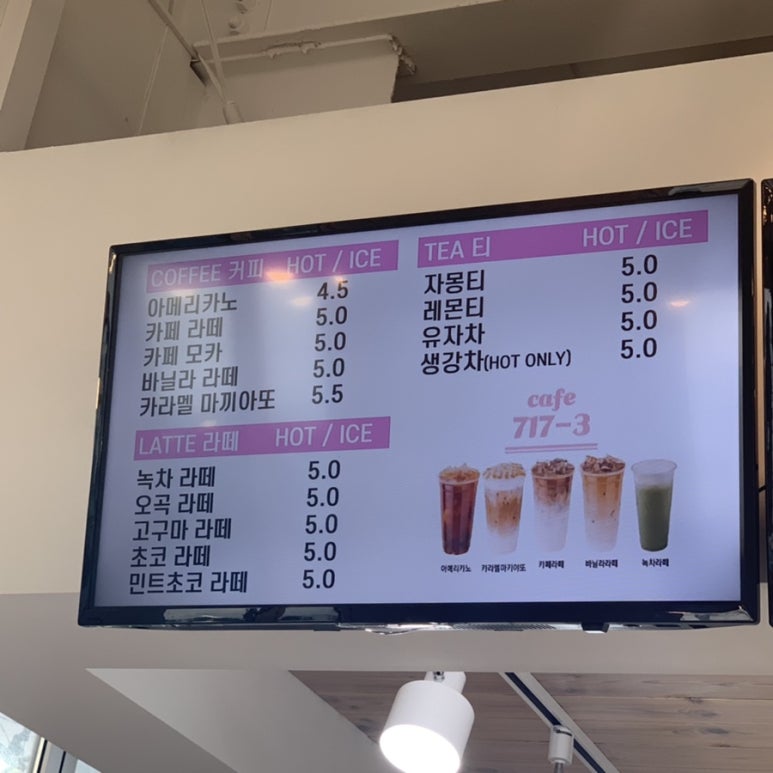 COFFEE 커피 HOT / ICE
아메리카노 4.5
카페 라떼 5.0
카페 모카 5.0
바닐라 라떼 5.0
카라멜 마끼아또 5.5
LATTE 라떼 HOT / ICE
녹차 라떼 5.0
오곡 라떼 5.0
고구마 라떼 5.0
초코 라떼 5.0
민트초코 라떼 5.0
TEA 티 HOT / ICE
자몽티 5.0
레몬티 5.0
유자차 5.0
생강차(HOT ONLY) 5.0
cafe
717-3
아메리카노 카라멜마키아또 카페라떼 바닐라라떼 녹차라떼